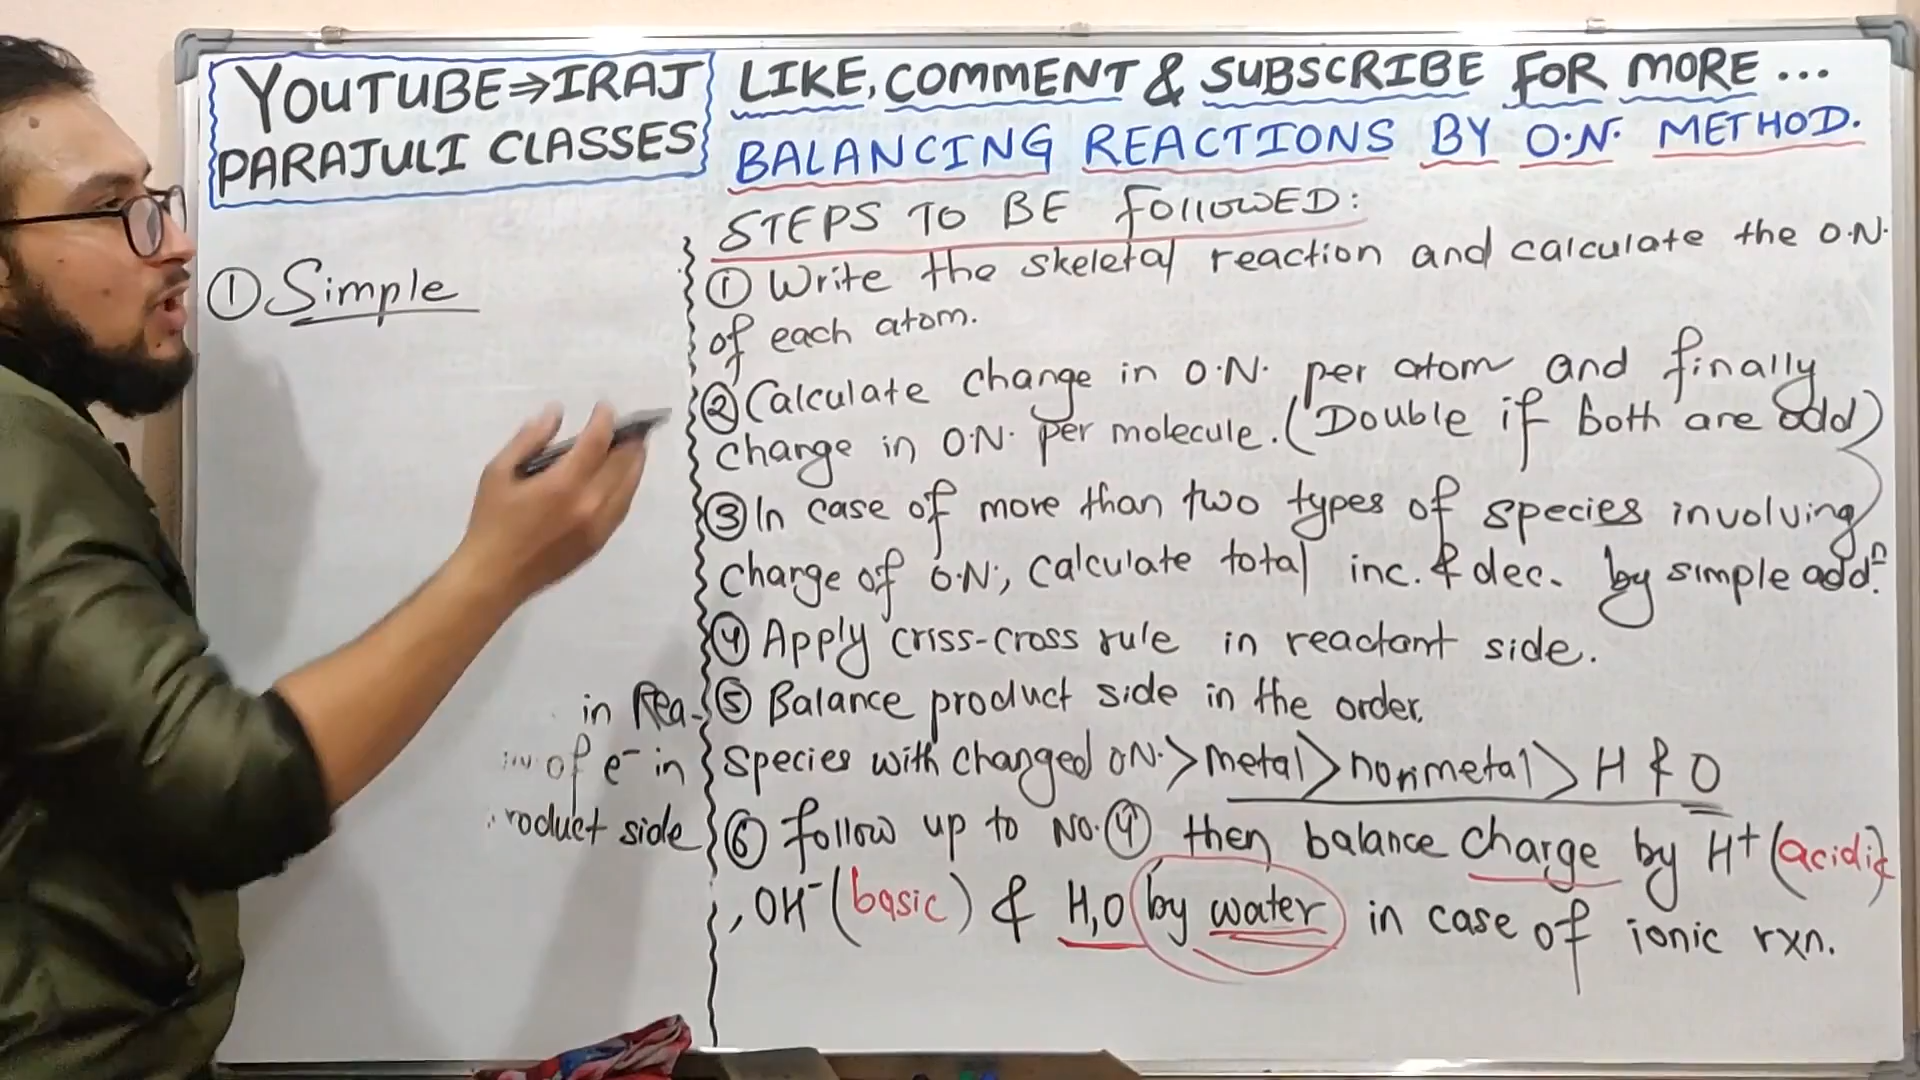 YOUTUBE⇒IRAJ
PARAJULI CLASSES
LIKE, COMMENT & SUBSCRIBE FOR MORE ...
BALANCING REACTIONS BY O.N. METHOD.
① Simple
STEPS TO BE FOLLOWED:
① Write the skeletal reaction and calculate the O.N.
of each atom.
② Calculate change in O.N. per atom and finally
change in O.N. per molecule. (Double if both are odd)
③ In case of more than two types of species involving
change of O.N., calculate total inc. & dec. by simple addⁿ.
④ Apply criss-cross rule in reactant side.
⑤ Balance product side in the order.
species with changed O.N. > metal > nonmetal > H & O
⑥ follow up to No. ④ then balance charge by H⁺ (acidic)
, OH⁻ (basic) & H,O by water in case of ionic rxn.
in Rea-
of e⁻ in
roduct side